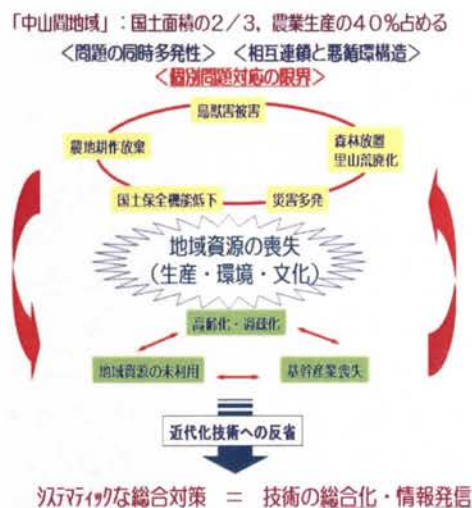 「中山間地域」：国土面積の2／3，農業生産の40％占める
＜問題の同時多発性＞　＜相互連鎖と悪循環構造＞
＜個別問題対応の限界＞
鳥獣害被害
農地耕作放棄
森林放置
里山荒廃化
国土保全機能低下
災害多発
地域資源の喪失
（生産・環境・文化）
高齢化・過疎化
地域資源の未利用
基幹産業喪失
近代化技術への反省
システマティックな総合対策　＝　技術の総合化・情報発信